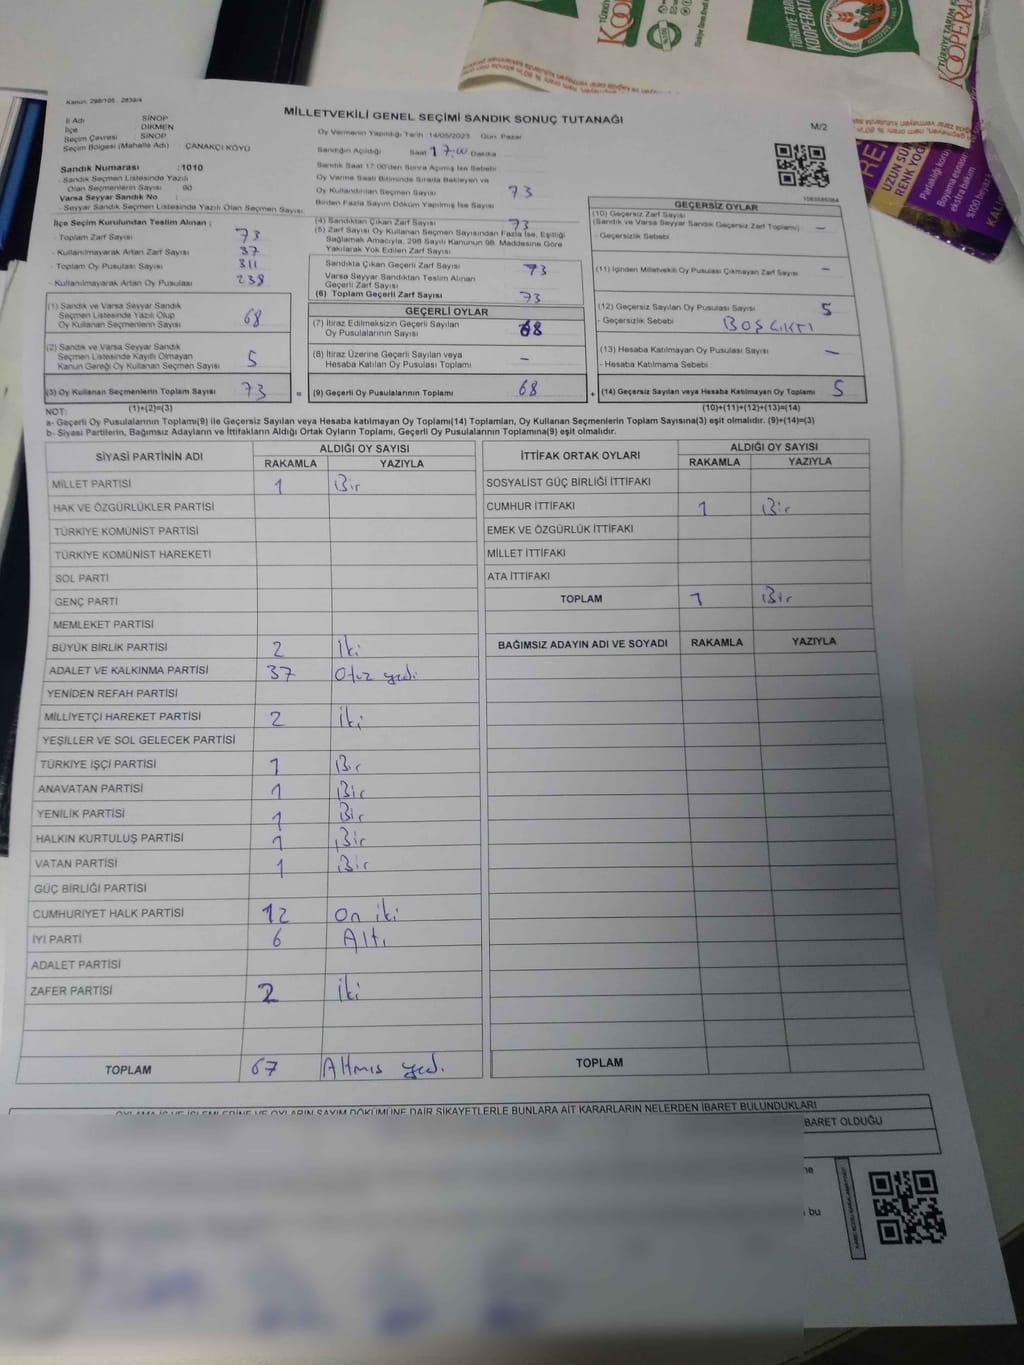 TÜRKİYE TARIM K
KOOPERAT
Kanun: 298/105 , 2839/4
MİLLETVEKİLİ GENEL SEÇİMİ SANDIK SONUÇ TUTANAĞI
M/2
İl Adı SİNOP
İlçe DİKMEN
Seçim Çevresi SİNOP
Seçim Bölgesi (Mahalle Adı) ÇANAKÇI KÖYÜ
Oy Vermenin Yapıldığı Tarih :14/05/2023 Gün: Pazar
Sandığın Açıldığı Saat 17:00 Dakika
Sandık Saat 17:00'den Sonra Açılmış İse Sebebi
Oy Verme Saati Bitiminde Sırada Bekleyen ve
Oy Kullandırılan Seçmen Sayısı 73
Birden Fazla Sayım Döküm Yapılmış İse Sayısı
Sandık Numarası :1010
- Sandık Seçmen Listesinde Yazılı
Olan Seçmenlerin Sayısı
Varsa Seyyar Sandık No :
- Seyyar Sandık Seçmen Listesinde Yazılı Olan Seçmen Sayısı
İlçe Seçim Kurulundan Teslim Alınan ;
- Toplam Zarf Sayısı 73
- Kullanılmayarak Artan Zarf Sayısı 37
- Toplam Oy Pusulası Sayısı 311
- Kullanılmayarak Artan Oy Pusulası 238
(4) Sandıktan Çıkan Zarf Sayısı 73
(5) Zarf Sayısı Oy Kullanan Seçmen Sayısından Fazla İse, Eşitliği
Sağlamak Amacıyla, 298 Sayılı Kanunun 98. Maddesine Göre
Yakılarak Yok Edilen Zarf Sayısı
Sandıkta Çıkan Geçerli Zarf Sayısı 73
Varsa Seyyar Sandıktan Teslim Alınan
Geçerli Zarf Sayısı
(6) Toplam Geçerli Zarf Sayısı 73
GEÇERSİZ OYLAR
(10) Geçersiz Zarf Sayısı
(Sandık ve Varsa Seyyar Sandık Geçersiz Zarf Toplamı) -
- Geçersizlik Sebebi
(11) İçinden Milletvekili Oy Pusulası Çıkmayan Zarf Sayısı -
(12) Geçersiz Sayılan Oy Pusulası Sayısı 5
- Geçersizlik Sebebi BOŞ ÇIKTI
(13) Hesaba Katılmayan Oy Pusulası Sayısı -
- Hesaba Katılmama Sebebi
(14) Geçersiz Sayılan veya Hesaba Katılmayan Oy Toplamı 5
(10)+(11)+(12)+(13)=(14)
(1) Sandık ve Varsa Seyyar Sandık
Seçmen Listesinde Yazılı Olup
Oy Kullanan Seçmenlerin Sayısı 68
(2) Sandık ve Varsa Seyyar Sandık
Seçmen Listesinde Kayıtlı Olmayan
Kanun Gereği Oy Kullanan Seçmen Sayısı 5
(3) Oy Kullanan Seçmenlerin Toplam Sayısı 73 =
GEÇERLİ OYLAR
(7) İtiraz Edilmeksizin Geçerli Sayılan
Oy Pusulalarının Sayısı 68
(8) İtiraz Üzerine Geçerli Sayılan veya
Hesaba Katılan Oy Pusulası Toplamı -
(9) Geçerli Oy Pusulalarının Toplamı 68 +
NOT: (1)+(2)=(3)
a- Geçerli Oy Pusulalarının Toplamı(9) ile Geçersiz Sayılan veya Hesaba katılmayan Oy Toplamı(14) Toplamları, Oy Kullanan Seçmenlerin Toplam Sayısına(3) eşit olmalıdır. (9)+(14)=(3)
b- Siyasi Partilerin, Bağımsız Adayların ve İttifakların Aldığı Ortak Oyların Toplamı, Geçerli Oy Pusulalarının Toplamına(9) eşit olmalıdır.
SİYASİ PARTİNİN ADI ALDIĞI OY SAYISI
RAKAMLA YAZIYLA
MİLLET PARTİSİ 1 Bir
HAK VE ÖZGÜRLÜKLER PARTİSİ
TÜRKİYE KOMÜNİST PARTİSİ
TÜRKİYE KOMÜNİST HAREKETİ
SOL PARTİ
GENÇ PARTİ
MEMLEKET PARTİSİ
BÜYÜK BİRLİK PARTİSİ 2 İki
ADALET VE KALKINMA PARTİSİ 37 Otuz yedi
YENİDEN REFAH PARTİSİ
MİLLİYETÇİ HAREKET PARTİSİ 2 İki
YEŞİLLER VE SOL GELECEK PARTİSİ
TÜRKİYE İŞÇİ PARTİSİ 1 Bir
ANAVATAN PARTİSİ 1 Bir
YENİLİK PARTİSİ 1 Bir
HALKIN KURTULUŞ PARTİSİ 1 Bir
VATAN PARTİSİ 1 Bir
GÜÇ BİRLİĞİ PARTİSİ
CUMHURİYET HALK PARTİSİ 12 On iki
İYİ PARTİ 6 Altı
ADALET PARTİSİ
ZAFER PARTİSİ 2 İki
TOPLAM 67 Altmış yedi
İTTİFAK ORTAK OYLARI ALDIĞI OY SAYISI
RAKAMLA YAZIYLA
SOSYALİST GÜÇ BİRLİĞİ İTTİFAKI
CUMHUR İTTİFAKI 1 Bir
EMEK VE ÖZGÜRLÜK İTTİFAKI
MİLLET İTTİFAKI
ATA İTTİFAKI
TOPLAM 1 Bir
BAĞIMSIZ ADAYIN ADI VE SOYADI RAKAMLA YAZIYLA
TOPLAM
OYLAMA İŞ VE İŞLEMLERİNE VE OYLARIN SAYIM DÖKÜMÜNE DAİR ŞİKAYETLERLE BUNLARA AİT KARARLARIN NELERDEN İBARET BULUNDUKLARI
BARET OLDUĞU
bu
UZUN SÜR
RENK YOĞ